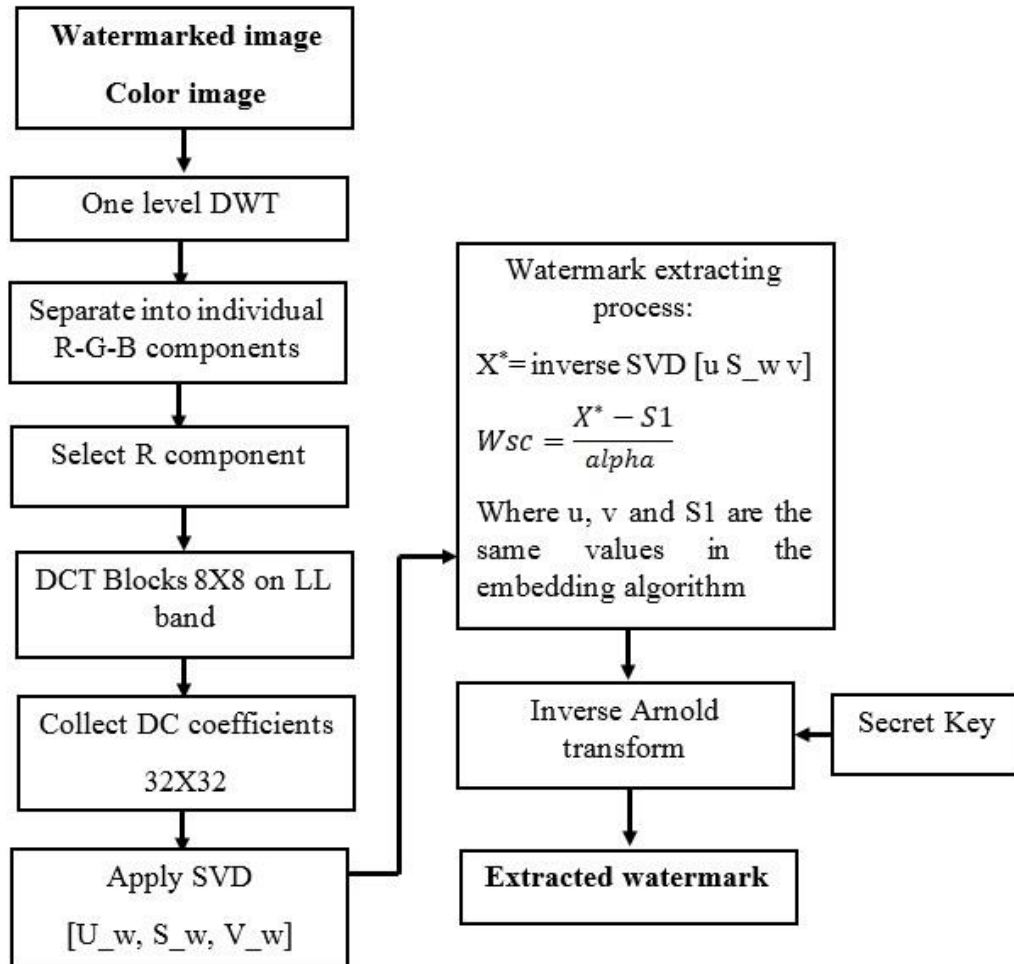 Watermarked image
Color image
One level DWT
Separate into individual
R-G-B components
Select R component
DCT Blocks 8X8 on LL
band
Collect DC coefficients
32X32
Apply SVD
[U_w, S_w, V_w]
Watermark extracting
process:
X*= inverse SVD [u S_w v]
Wsc = (X* − S1) / alpha
Where u, v and S1 are the
same values in the
embedding algorithm
Inverse Arnold
transform
Secret Key
Extracted watermark